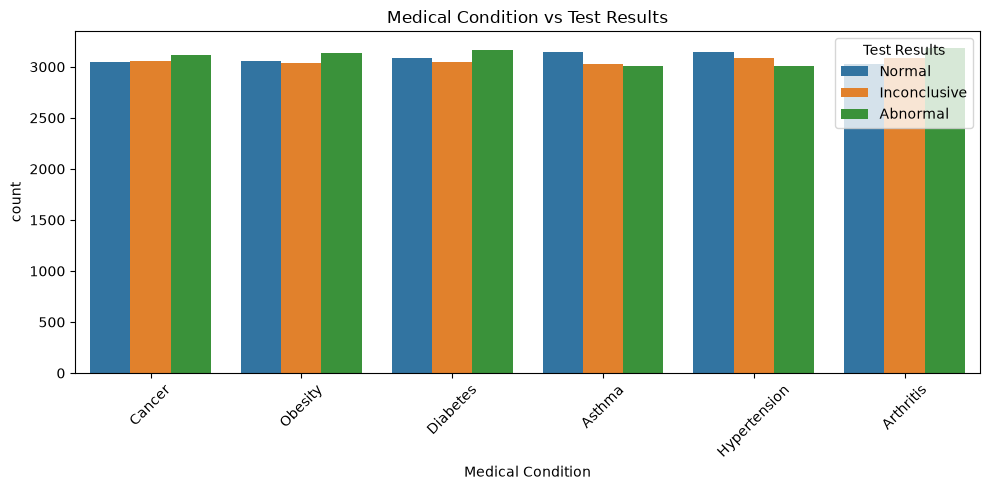 Medical Condition vs Test Results
Test Results
Normal
Inconclusive
Abnormal
3000
2500
2000
1500
1000
500
0
count
Cancer
Obesity
Diabetes
Asthma
Hypertension
Arthritis
Medical Condition